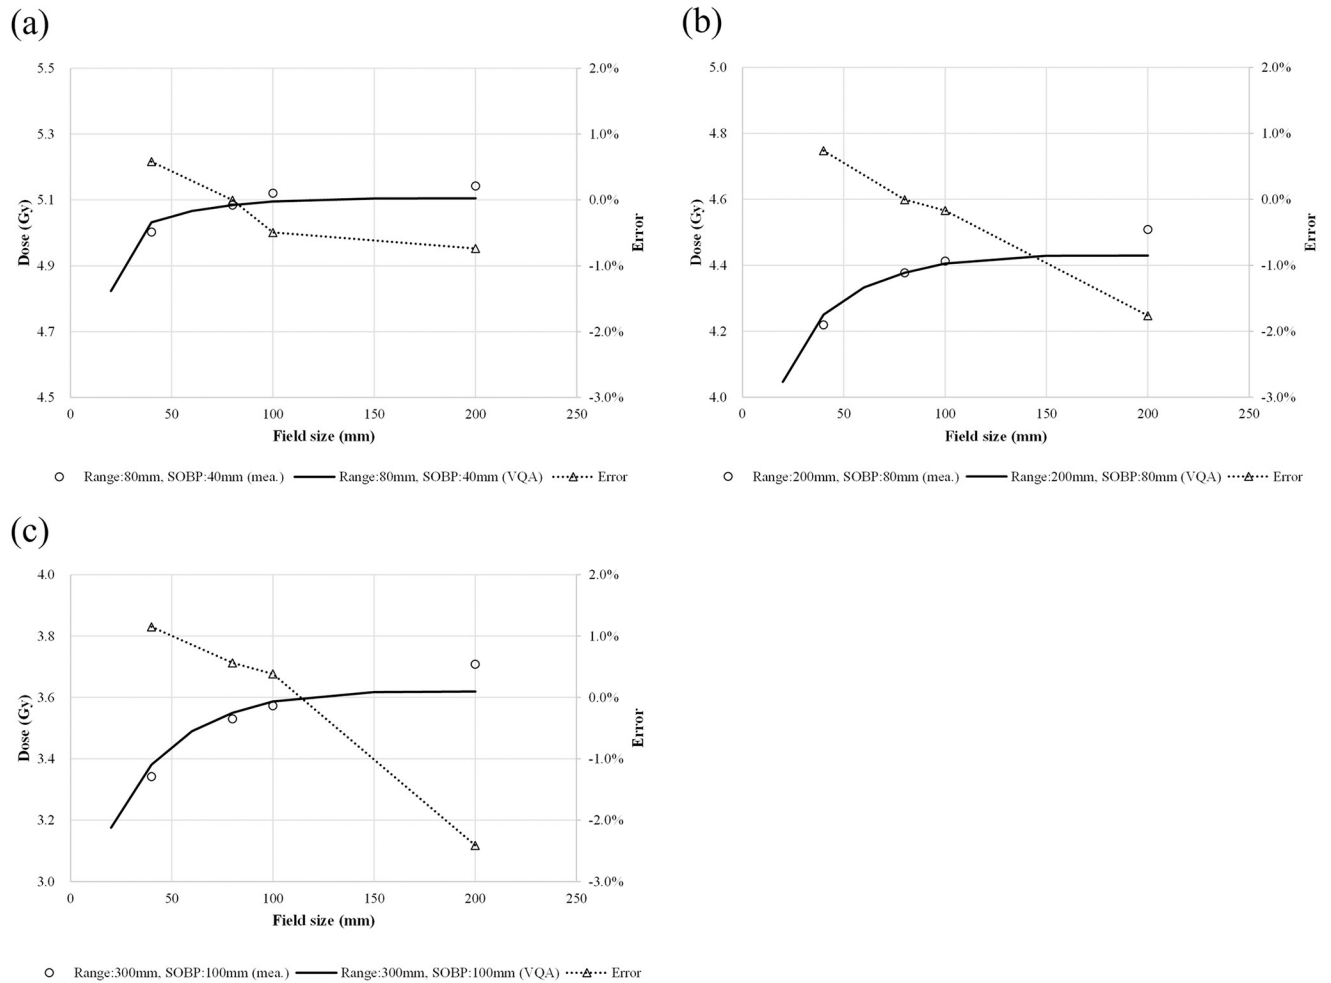 (a)
5.5
5.3
5.1
4.9
4.7
4.5
Dose (Gy)
2.0%
1.0%
0.0%
-1.0%
-2.0%
-3.0%
Error
0 50 100 150 200 250
Field size (mm)
Range:80mm, SOBP:40mm (mea.) Range:80mm, SOBP:40mm (VQA) Error
(b)
5.0
4.8
4.6
4.4
4.2
4.0
Dose (Gy)
2.0%
1.0%
0.0%
-1.0%
-2.0%
-3.0%
Error
0 50 100 150 200 250
Field size (mm)
Range:200mm, SOBP:80mm (mea.) Range:200mm, SOBP:80mm (VQA) Error
(c)
4.0
3.8
3.6
3.4
3.2
3.0
Dose (Gy)
2.0%
1.0%
0.0%
-1.0%
-2.0%
-3.0%
Error
0 50 100 150 200 250
Field size (mm)
Range:300mm, SOBP:100mm (mea.) Range:300mm, SOBP:100mm (VQA) Error